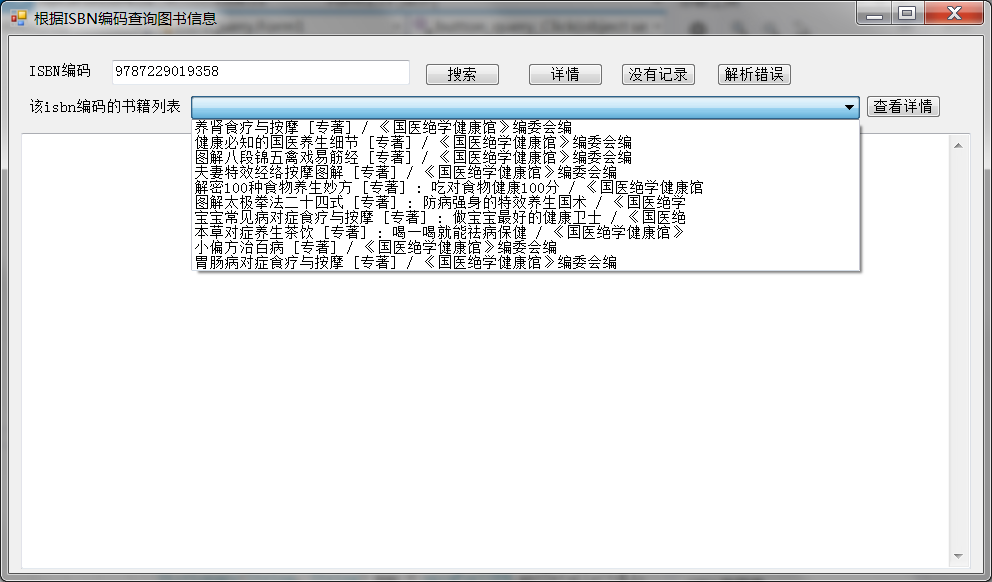 根据ISBN编码查询图书信息
ISBN编码 9787229019358 搜索 详情 没有记录 解析错误
该isbn编码的书籍列表 查看详情
养肾食疗与按摩 [专著] / 《国医绝学健康馆》编委会编
健康必知的国医养生细节 [专著] / 《国医绝学健康馆》编委会编
图解八段锦五禽戏易筋经 [专著] / 《国医绝学健康馆》编委会编
夫妻特效经络按摩图解 [专著] / 《国医绝学健康馆》编委会编
解密100种食物养生妙方 [专著] : 吃对食物健康100分 / 《国医绝学健康馆
图解太极拳法二十四式 [专著] : 防病强身的特效养生国术 / 《国医绝学
宝宝常见病对症食疗与按摩 [专著] : 做宝宝最好的健康卫士 / 《国医绝
本草对症养生茶饮 [专著] : 喝一喝就能祛病保健 / 《国医绝学健康馆》
小偏方治百病 [专著] / 《国医绝学健康馆》编委会编
胃肠病对症食疗与按摩 [专著] / 《国医绝学健康馆》编委会编